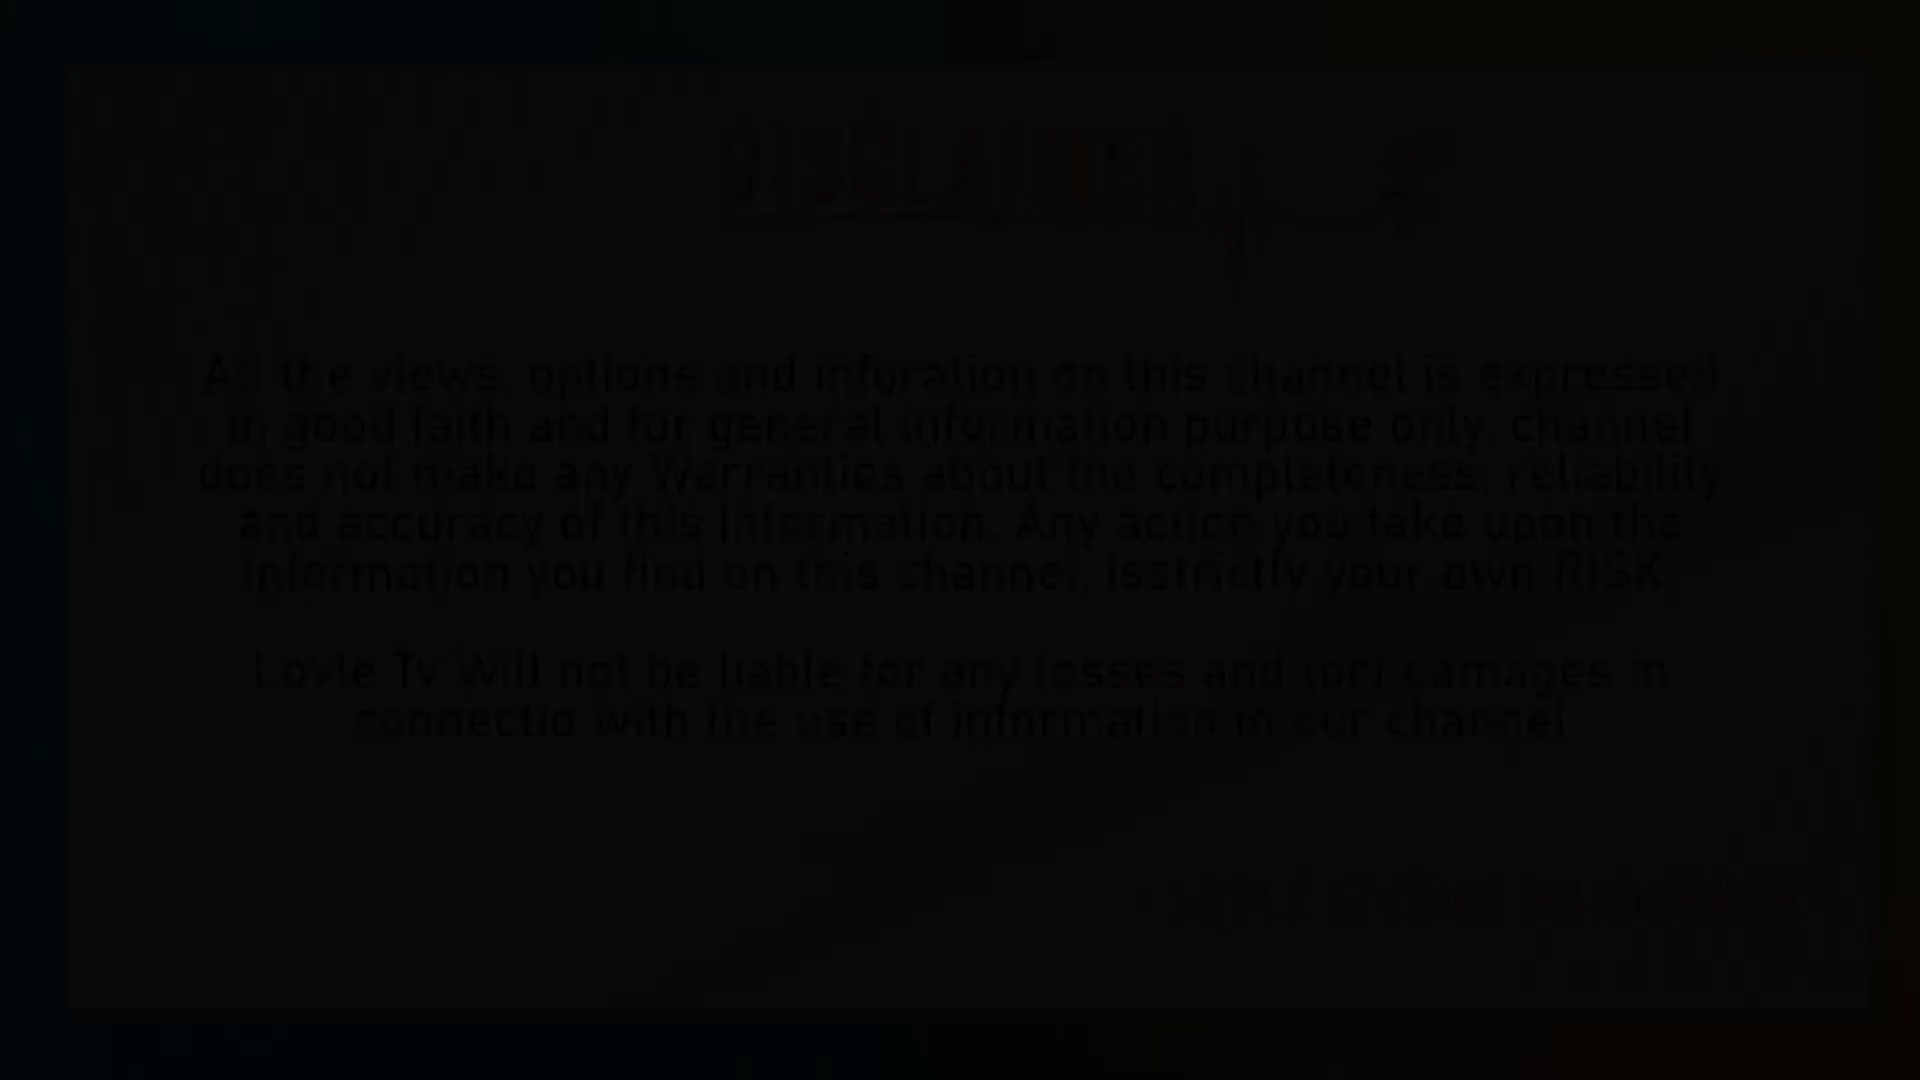 DISCLAIMER
All the views, options and inforation on this channel is expressed
in good faith and for general information purpose only, channel
does not make any Warranties about the completeness, reliability
and accuracy of this information. Any action you take upon the
information you find on this channel, isstrictly your own RISK.
Lovle Tv Will not be liable for any losses and (or) damages in
connectio with the use of information in our channel
STUDIOS MANAGEMENT